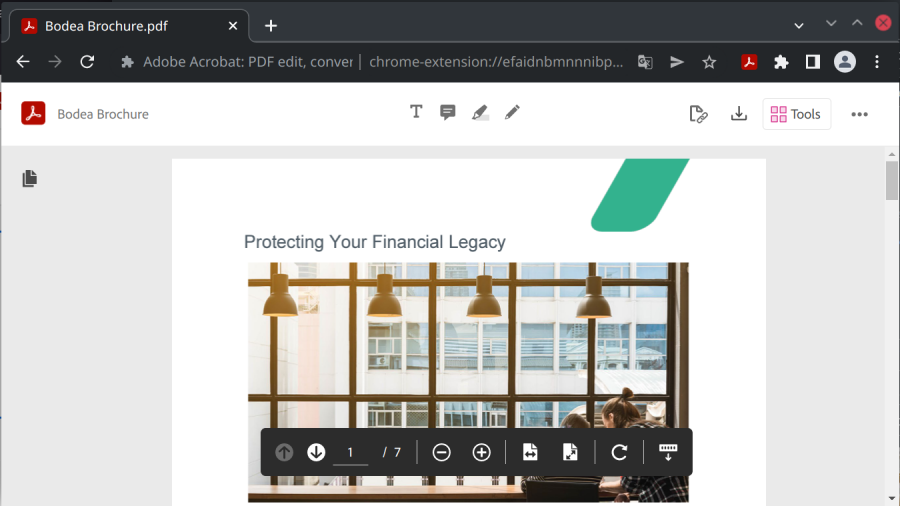 Bodea Brochure.pdf
Adobe Acrobat: PDF edit, conver | chrome-extension://efaidnbmnnnibp...
Bodea Brochure
Tools
Protecting Your Financial Legacy
1 / 7